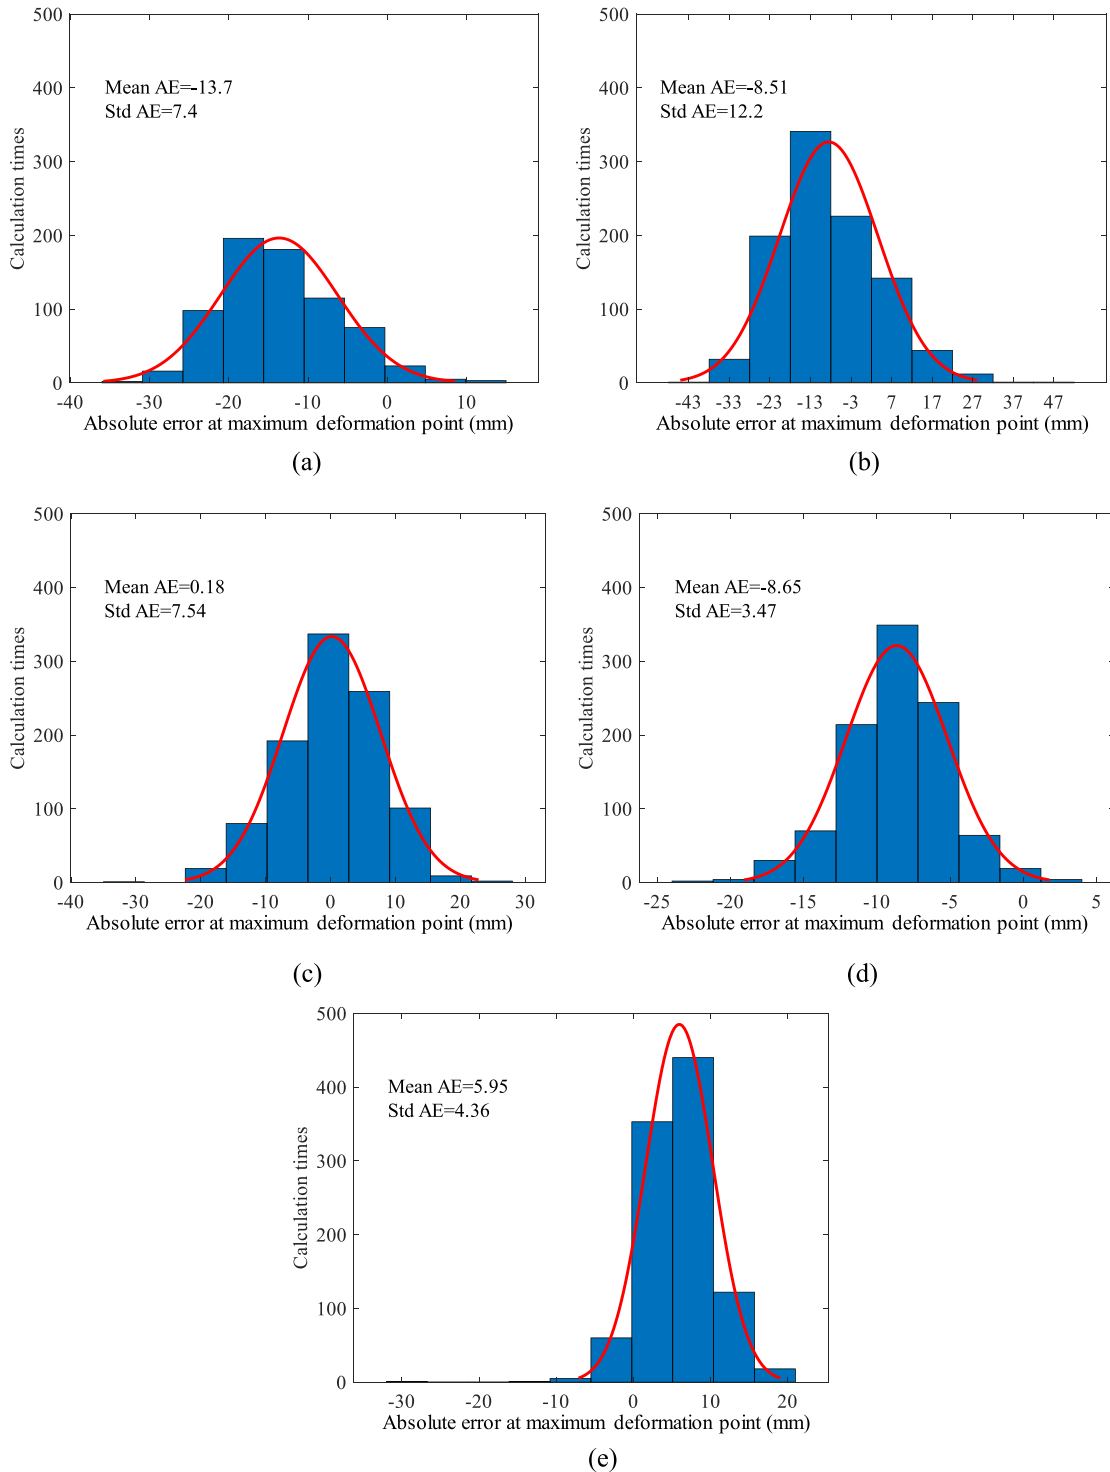 500
400
300
200
100
0
Calculation times
Mean AE=-13.7
Std AE=7.4
-40 -30 -20 -10 0 10
Absolute error at maximum deformation point (mm)
(a)
500
400
300
200
100
0
Calculation times
Mean AE=-8.51
Std AE=12.2
-43 -33 -23 -13 -3 7 17 27 37 47
Absolute error at maximum deformation point (mm)
(b)
500
400
300
200
100
0
Calculation times
Mean AE=0.18
Std AE=7.54
-40 -30 -20 -10 0 10 20 30
Absolute error at maximum deformation point (mm)
(c)
500
400
300
200
100
0
Calculation times
Mean AE=-8.65
Std AE=3.47
-25 -20 -15 -10 -5 0 5
Absolute error at maximum deformation point (mm)
(d)
500
400
300
200
100
0
Calculation times
Mean AE=5.95
Std AE=4.36
-30 -20 -10 0 10 20
Absolute error at maximum deformation point (mm)
(e)